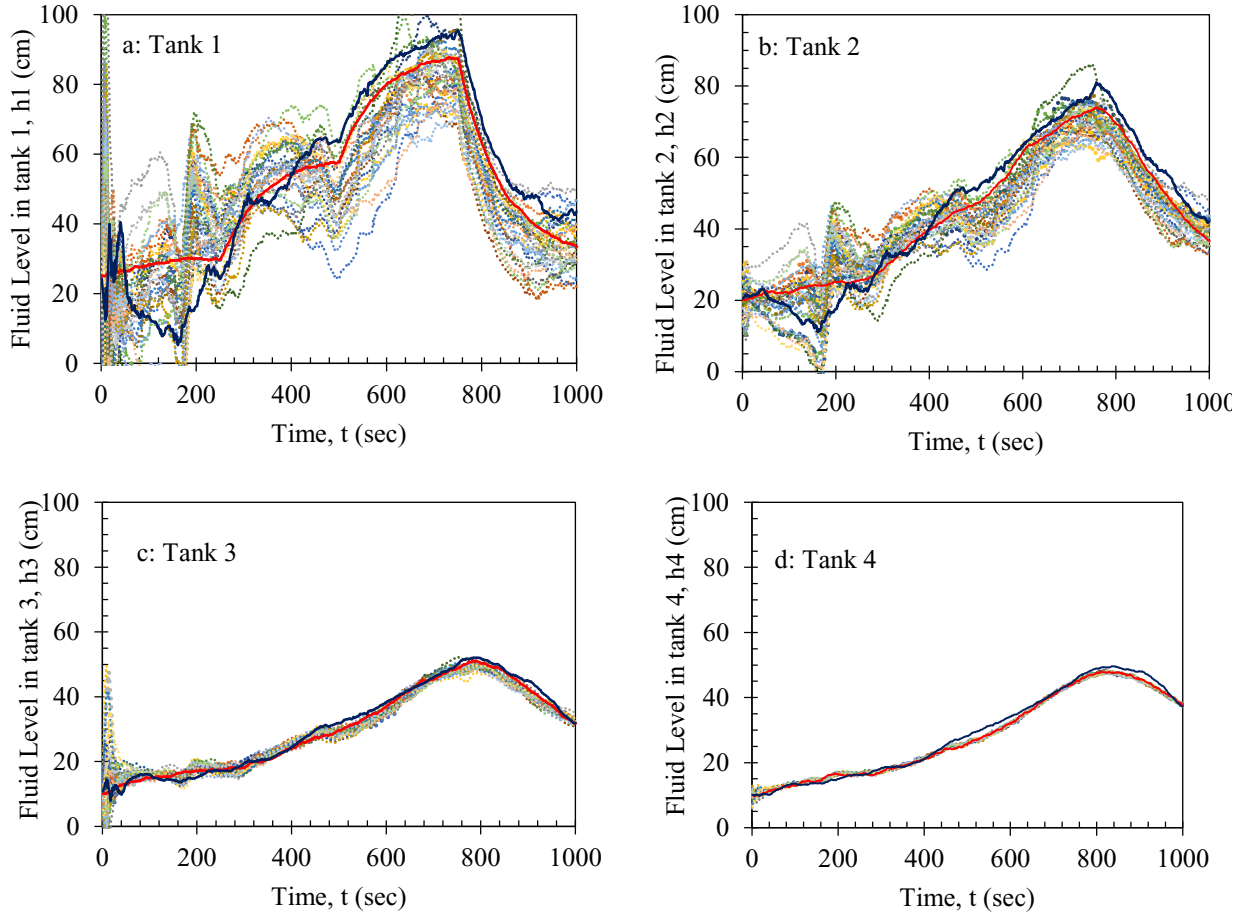 100
80
60
40
20
0
Fluid Level in tank 1, h1 (cm)
a: Tank 1
0 200 400 600 800 1000
Time, t (sec)
100
80
60
40
20
0
Fluid Level in tank 2, h2 (cm)
b: Tank 2
0 200 400 600 800 1000
Time, t (sec)
100
80
60
40
20
0
Fluid Level in tank 3, h3 (cm)
c: Tank 3
0 200 400 600 800 1000
Time, t (sec)
100
80
60
40
20
0
Fluid Level in tank 4, h4 (cm)
d: Tank 4
0 200 400 600 800 1000
Time, t (sec)